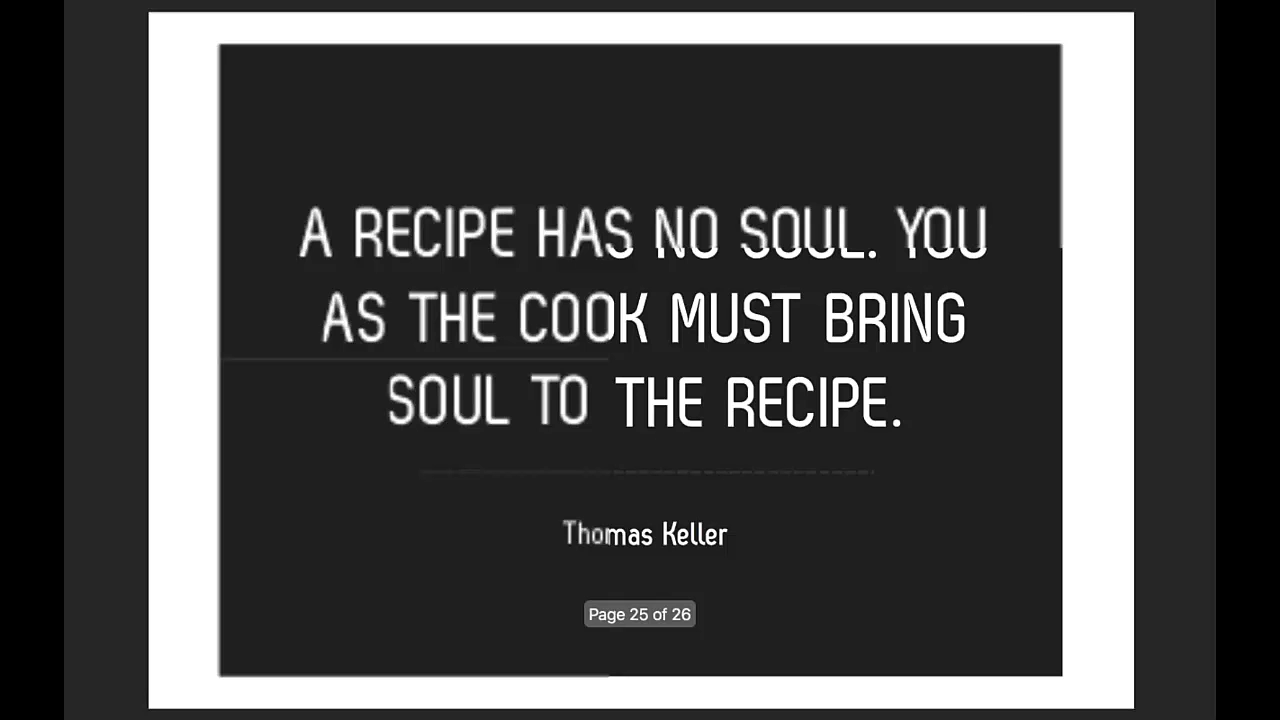 A RECIPE HAS NO SOUL. YOU
AS THE COOK MUST BRING
SOUL TO THE RECIPE.
Thomas Keller
Page 25 of 26